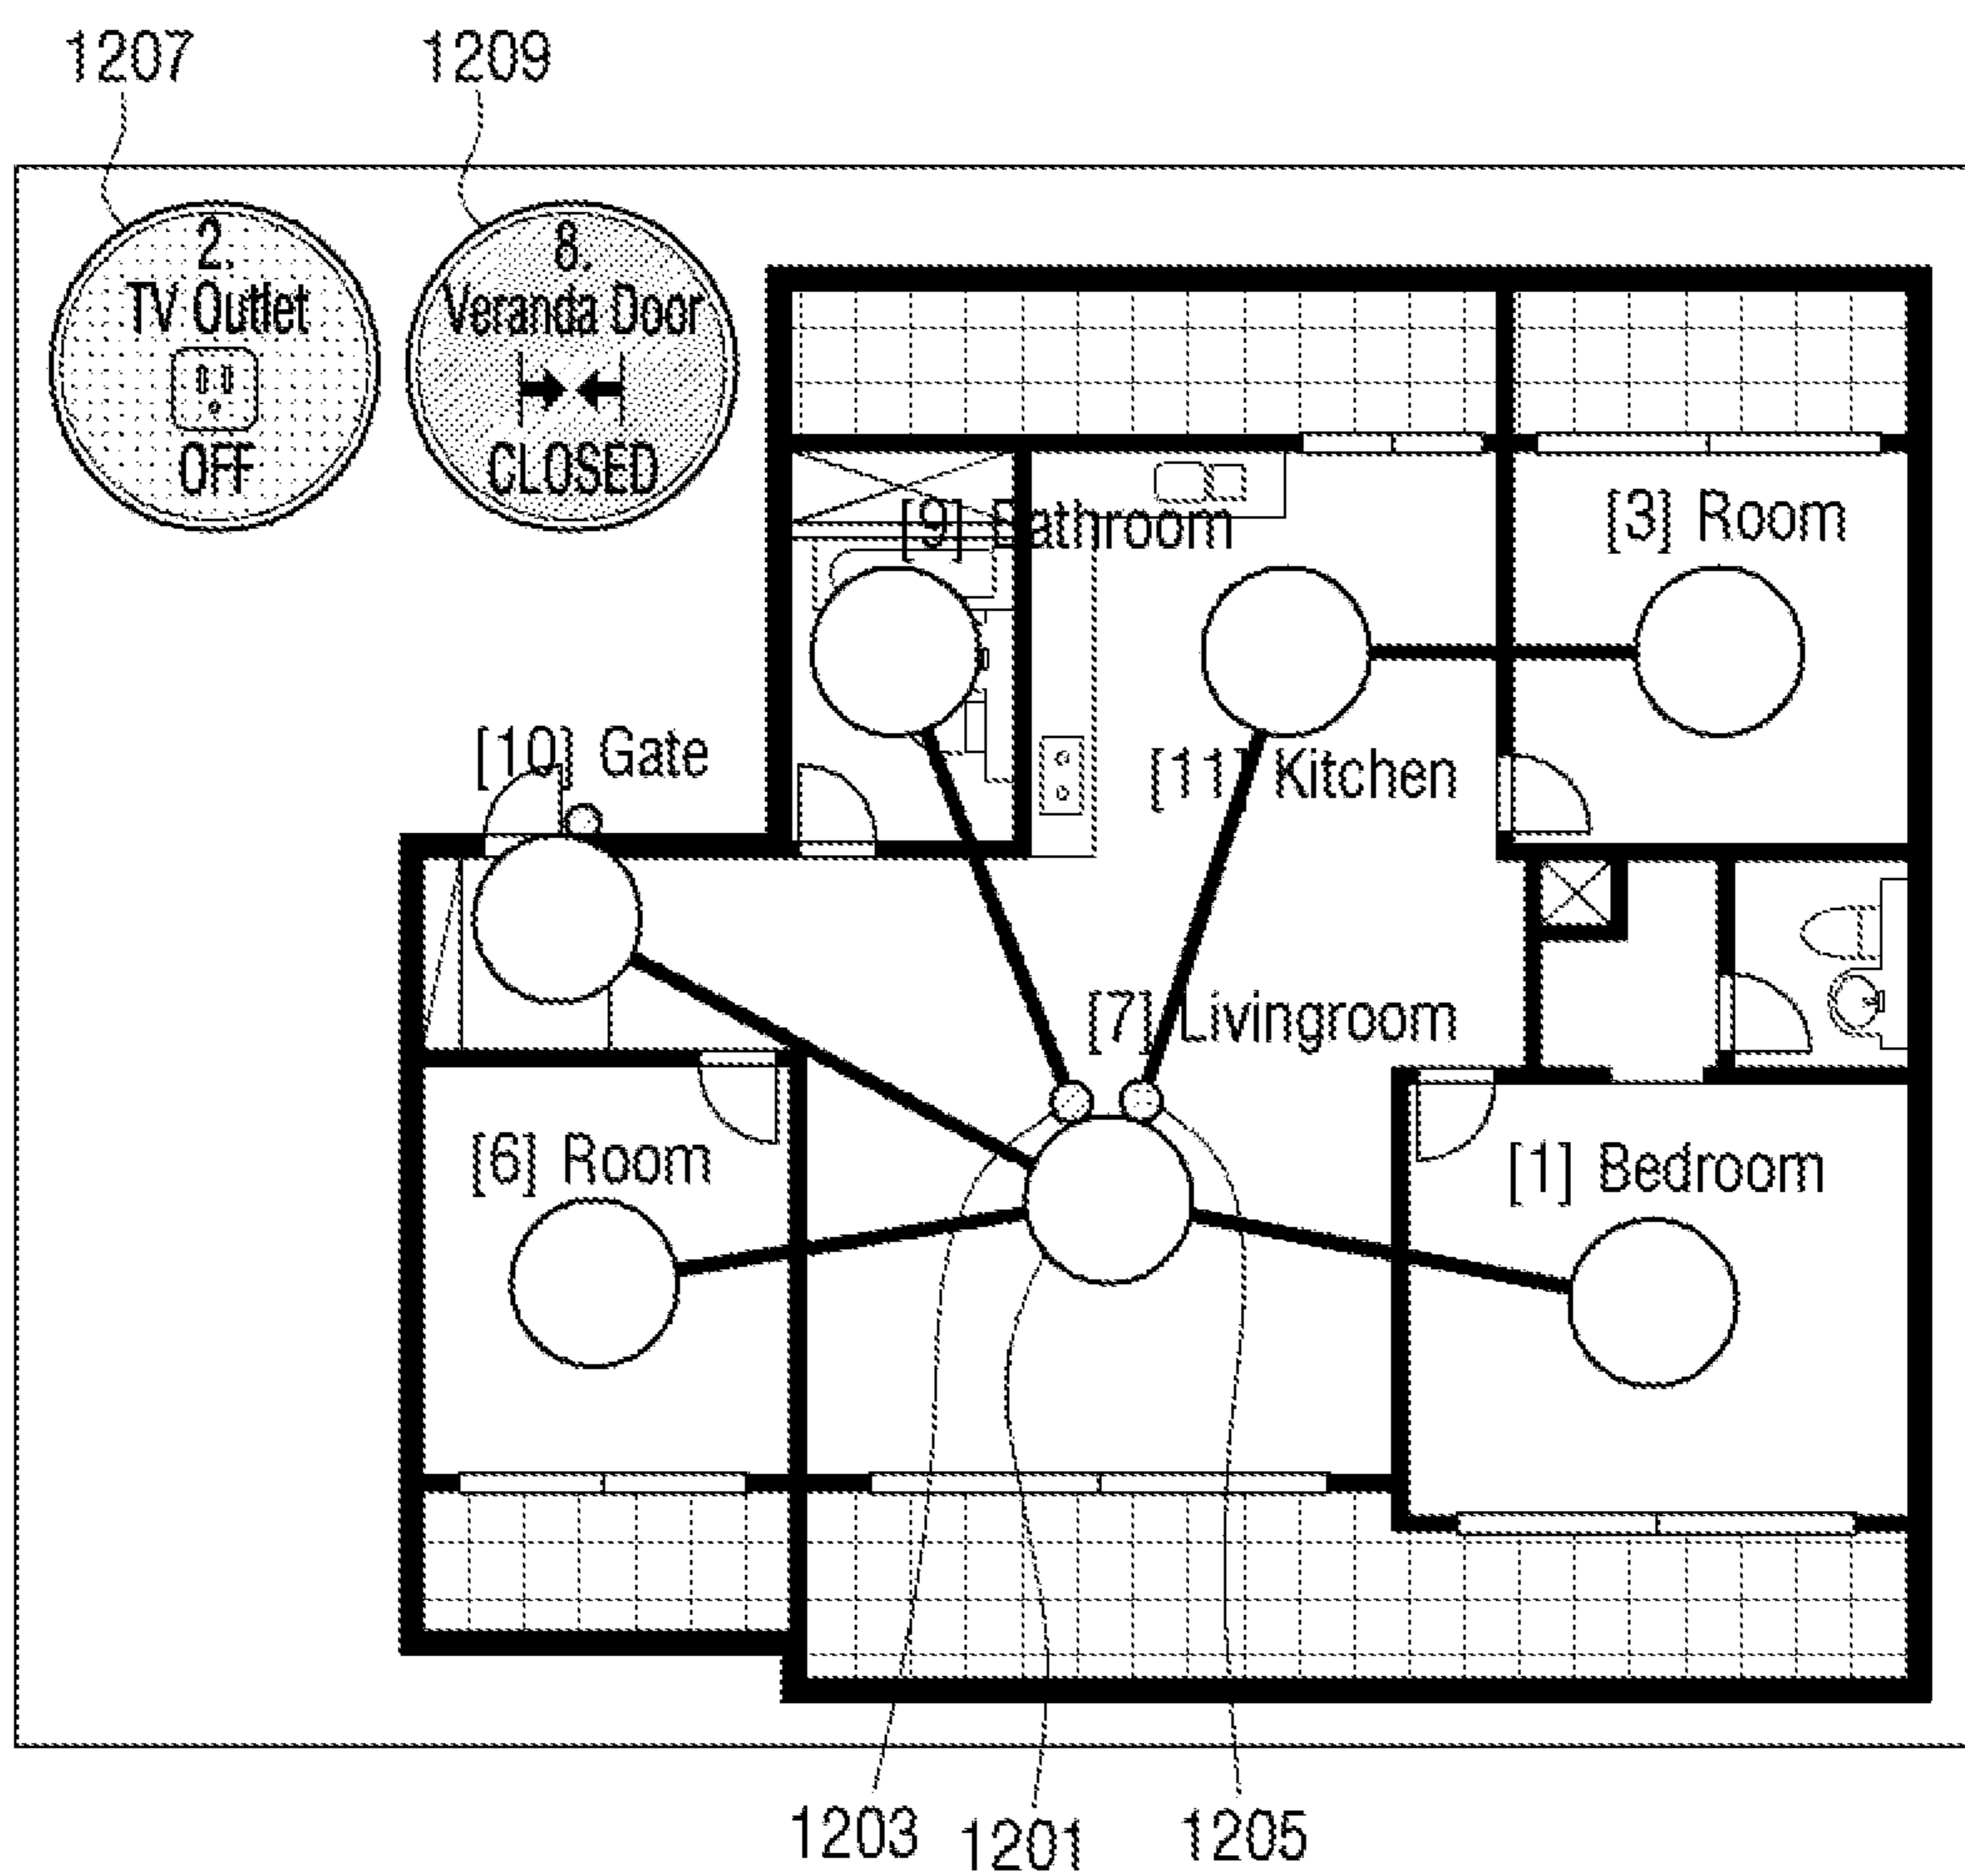 1207
1209
2.
TV Outlet
OFF
8.
Veranda Door
CLOSED
[9] Bathroom
[3] Room
[10] Gate
[11] Kitchen
[7] Livingroom
[6] Room
[1] Bedroom
1203
1201
1205